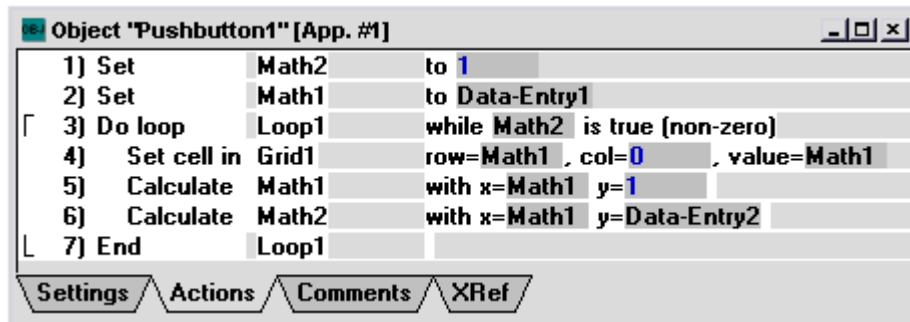 OBJ Object "Pushbutton1" [App. #1]
1) Set Math2 to 1
2) Set Math1 to Data-Entry1
3) Do loop Loop1 while Math2 is true (non-zero)
4) Set cell in Grid1 row=Math1 , col=0 , value=Math1
5) Calculate Math1 with x=Math1 y=1
6) Calculate Math2 with x=Math1 y=Data-Entry2
7) End Loop1
Settings Actions Comments XRef